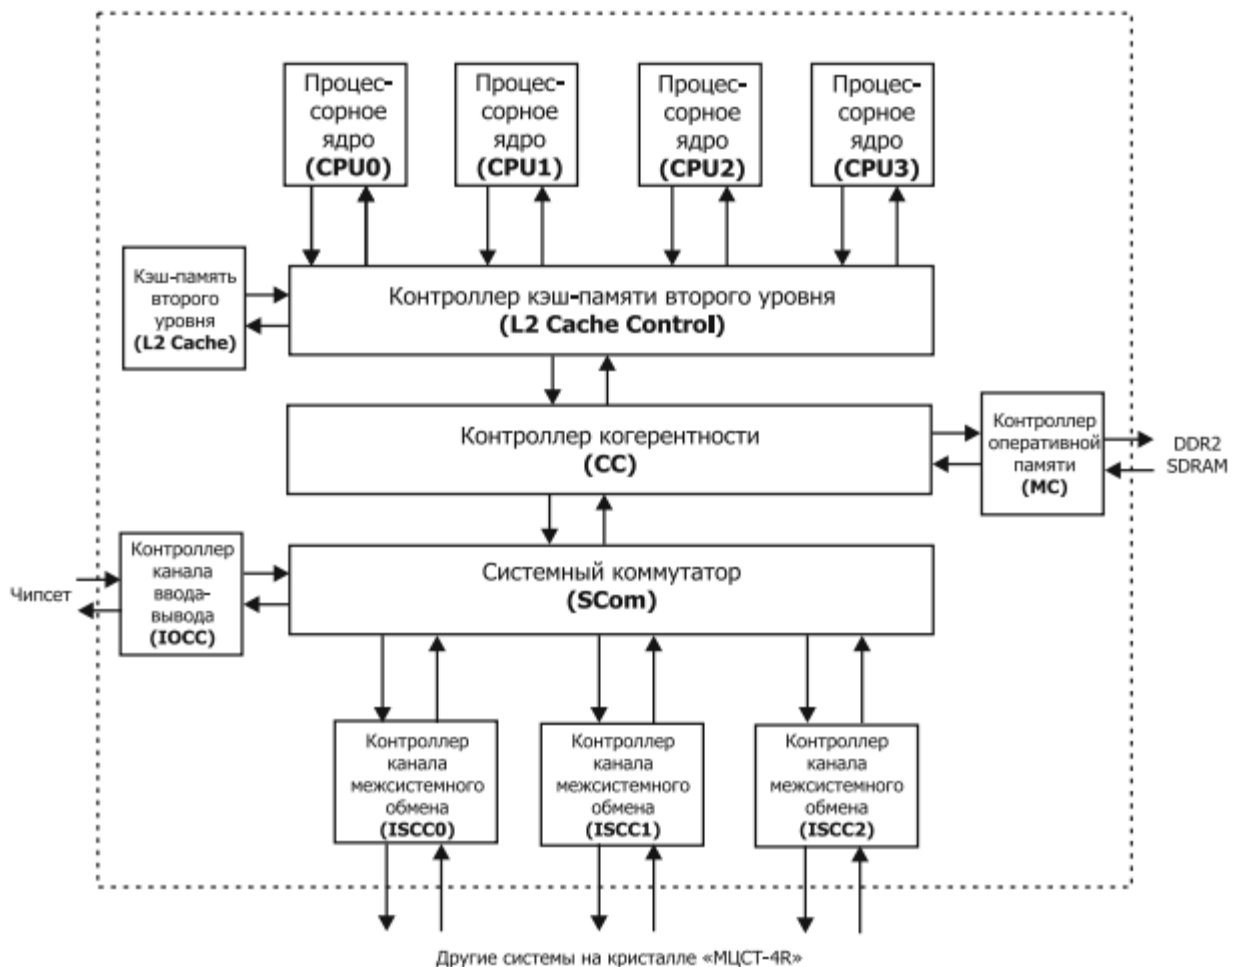 Процес-
сорное
ядро
(CPU0)
Процес-
сорное
ядро
(CPU1)
Процес-
сорное
ядро
(CPU2)
Процес-
сорное
ядро
(CPU3)
Кэш-память
второго
уровня
(L2 Cache)
Контроллер кэш-памяти второго уровня
(L2 Cache Control)
Контроллер когерентности
(CC)
Контроллер
оперативной
памяти
(MC)
DDR2
SDRAM
Чипсет
Контроллер
канала
ввода-
вывода
(IOCC)
Системный коммутатор
(SCom)
Контроллер
канала
межсистемного
обмена
(ISCC0)
Контроллер
канала
межсистемного
обмена
(ISCC1)
Контроллер
канала
межсистемного
обмена
(ISCC2)
Другие системы на кристалле «МЦСТ-4R»